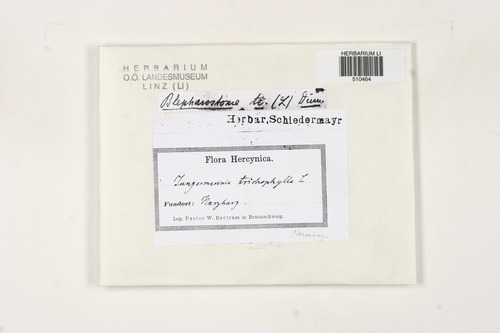 HERBARIUM
O.Ö. LANDESMUSEUM
LINZ (LI)
HERBARIUM LI
510464
Blepharostoma tr. (L) Dum
Herbar, Schiedermayr
Flora Hercynica.
Jungermannia trichophylla L
Fundort: Harzburg
Leg. Pastor W. Bertram in Braunschweig.